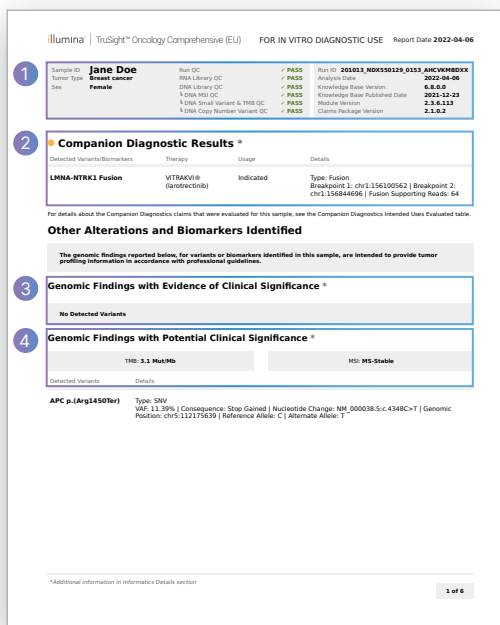 illumina® | TruSight™ Oncology Comprehensive (EU) FOR IN VITRO DIAGNOSTIC USE Report Date 2022-04-06
1
Sample ID Jane Doe
Tumor Type Breast cancer
Sex Female
Run QC ✓ PASS
RNA Library QC ✓ PASS
DNA Library QC ✓ PASS
└ DNA MSI QC ✓ PASS
└ DNA Small Variant & TMB QC ✓ PASS
└ DNA Copy Number Variant QC ✓ PASS
Run ID 201013_NDX550129_0153_AHCVKMBDXX
Analysis Date 2022-04-06
Knowledge Base Version 6.8.0.0
Knowledge Base Published Date 2021-12-23
Module Version 2.3.6.113
Claims Package Version 2.1.0.2
2
Companion Diagnostic Results *
Detected Variants/Biomarkers Therapy Usage Details
LMNA-NTRK1 Fusion VITRAKVI® Indicated Type: Fusion
(larotrectinib) Breakpoint 1: chr1:156100562 | Breakpoint 2:
chr1:156844696 | Fusion Supporting Reads: 64
For details about the Companion Diagnostics claims that were evaluated for this sample, see the Companion Diagnostics Intended Uses Evaluated table.
Other Alterations and Biomarkers Identified
The genomic findings reported below, for variants or biomarkers identified in this sample, are intended to provide tumor
profiling information in accordance with professional guidelines.
3
Genomic Findings with Evidence of Clinical Significance *
No Detected Variants
4
Genomic Findings with Potential Clinical Significance *
TMB: 3.1 Mut/Mb MSI: MS-Stable
Detected Variants Details
APC p.(Arg1450Ter) Type: SNV
VAF: 11.39% | Consequence: Stop Gained | Nucleotide Change: NM_000038.5:c.4348C>T | Genomic
Position: chr5:112175639 | Reference Allele: C | Alternate Allele: T
*Additional information in Informatics Details section
1 of 6